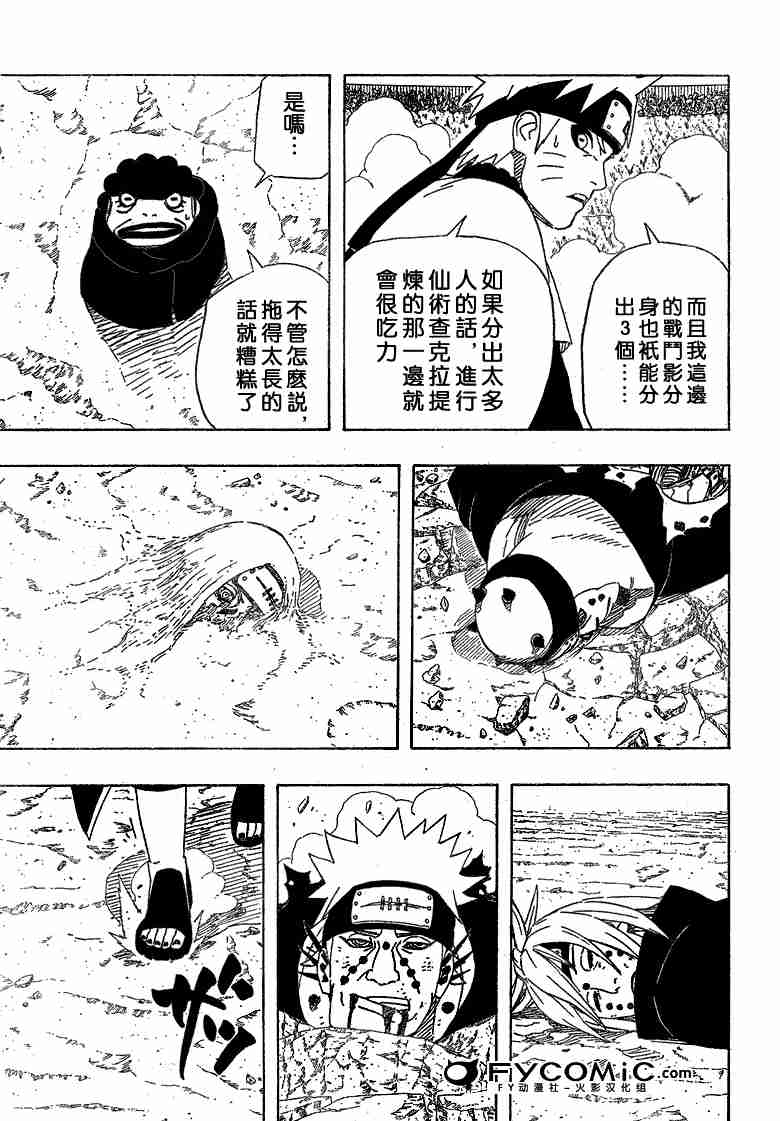 而且我這邊
的戰鬥影分
身也衹能分
出3個……
如果分出太多
人的話，進行
仙術查克拉提
煉的那一邊就
會很吃力
是嗎…
不管怎麼說，
拖得太長的
話就糟糕了
ザッ
FYCOMIC.com
FY动漫社-火影汉化组